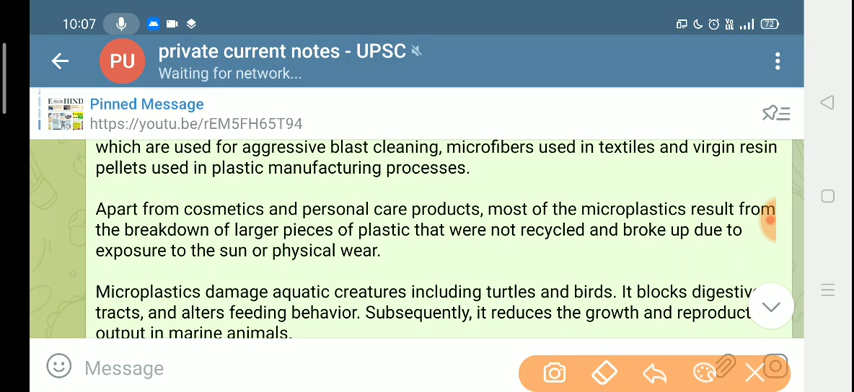 10:07
72
private current notes - UPSC
PU
Waiting for network...
Pinned Message
https://youtu.be/rEM5FH65T94
which are used for aggressive blast cleaning, microfibers used in textiles and virgin resin
pellets used in plastic manufacturing processes.
Apart from cosmetics and personal care products, most of the microplastics result from
the breakdown of larger pieces of plastic that were not recycled and broke up due to
exposure to the sun or physical wear.
Microplastics damage aquatic creatures including turtles and birds. It blocks digestiv
tracts, and alters feeding behavior. Subsequently, it reduces the growth and reproduct
output in marine animals.
Message